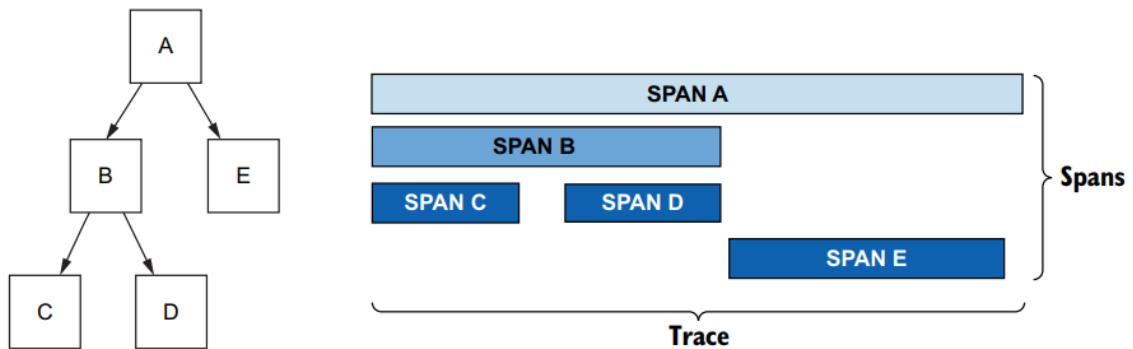 A
B
E
C
D
SPAN A
SPAN B
SPAN C
SPAN D
SPAN E
Spans
Trace